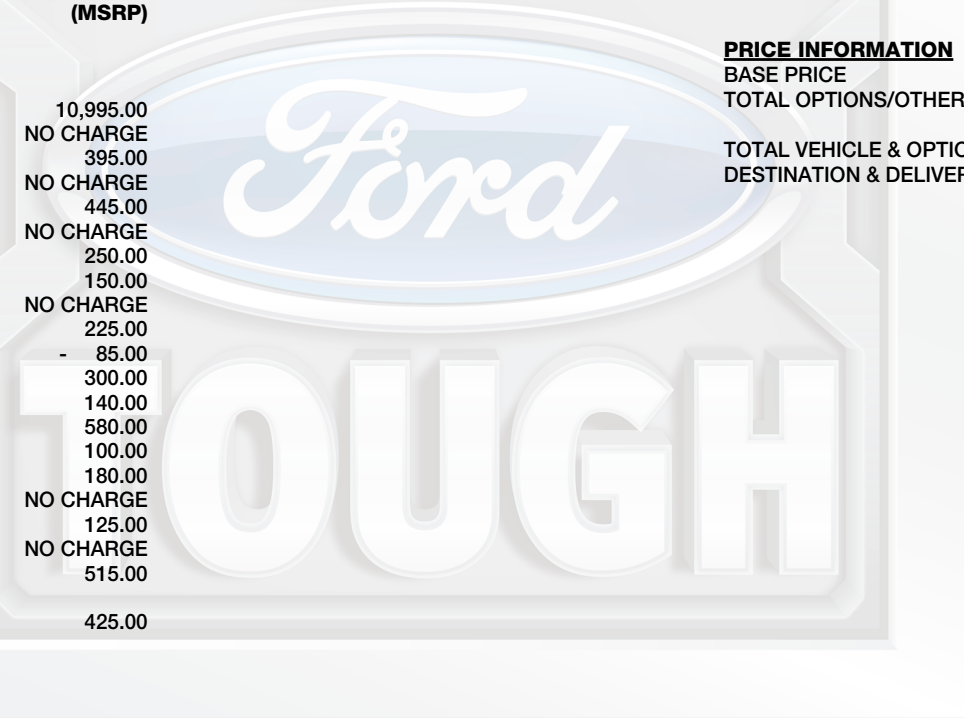 (MSRP)
10,995.00
NO CHARGE
395.00
NO CHARGE
445.00
NO CHARGE
250.00
150.00
NO CHARGE
225.00
- 85.00
300.00
140.00
580.00
100.00
180.00
NO CHARGE
125.00
NO CHARGE
515.00
425.00
PRICE INFORMATION
BASE PRICE
TOTAL OPTIONS/OTHER
TOTAL VEHICLE & OPTIO
DESTINATION & DELIVER
Ford
TOUGH